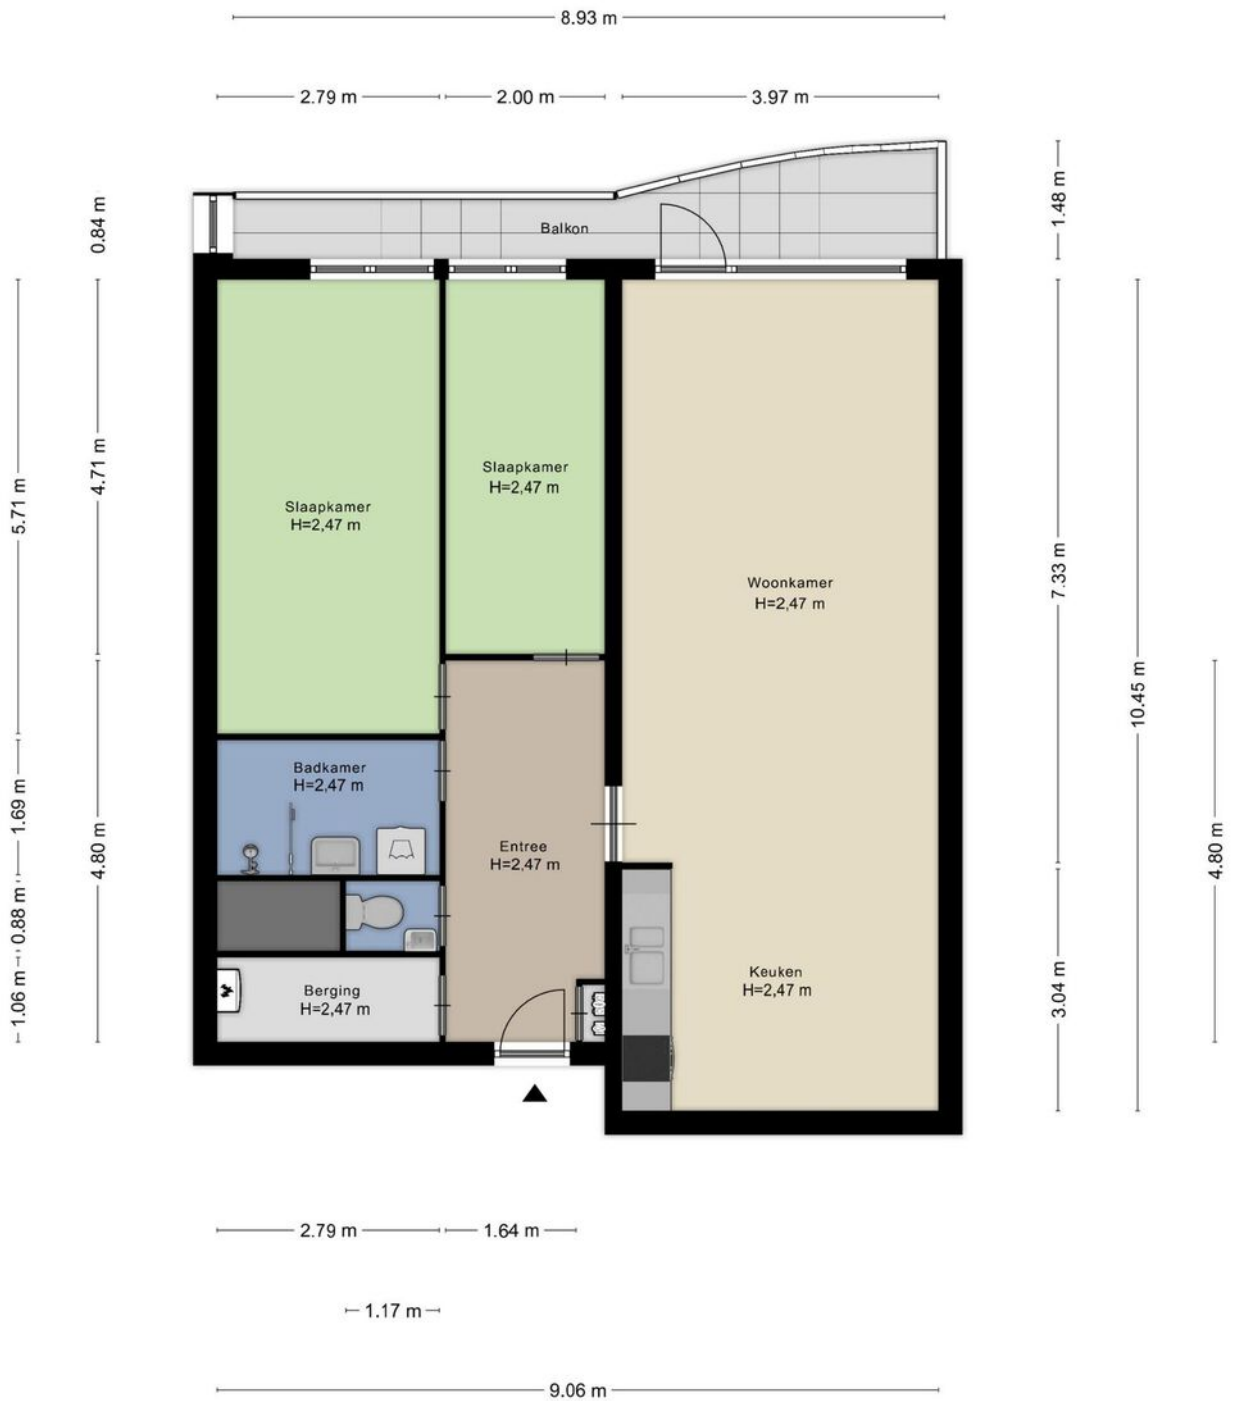 8.93 m
2.79 m
2.00 m
3.97 m
0.84 m
1.48 m
Balkon
4.71 m
5.71 m
Slaapkamer
H=2,47 m
Slaapkamer
H=2,47 m
Woonkamer
H=2,47 m
7.33 m
10.45 m
Badkamer
H=2,47 m
1.69 m
4.80 m
Entree
H=2,47 m
4.80 m
0.88 m
1.06 m
Berging
H=2,47 m
Keuken
H=2,47 m
3.04 m
2.79 m
1.64 m
1.17 m
9.06 m